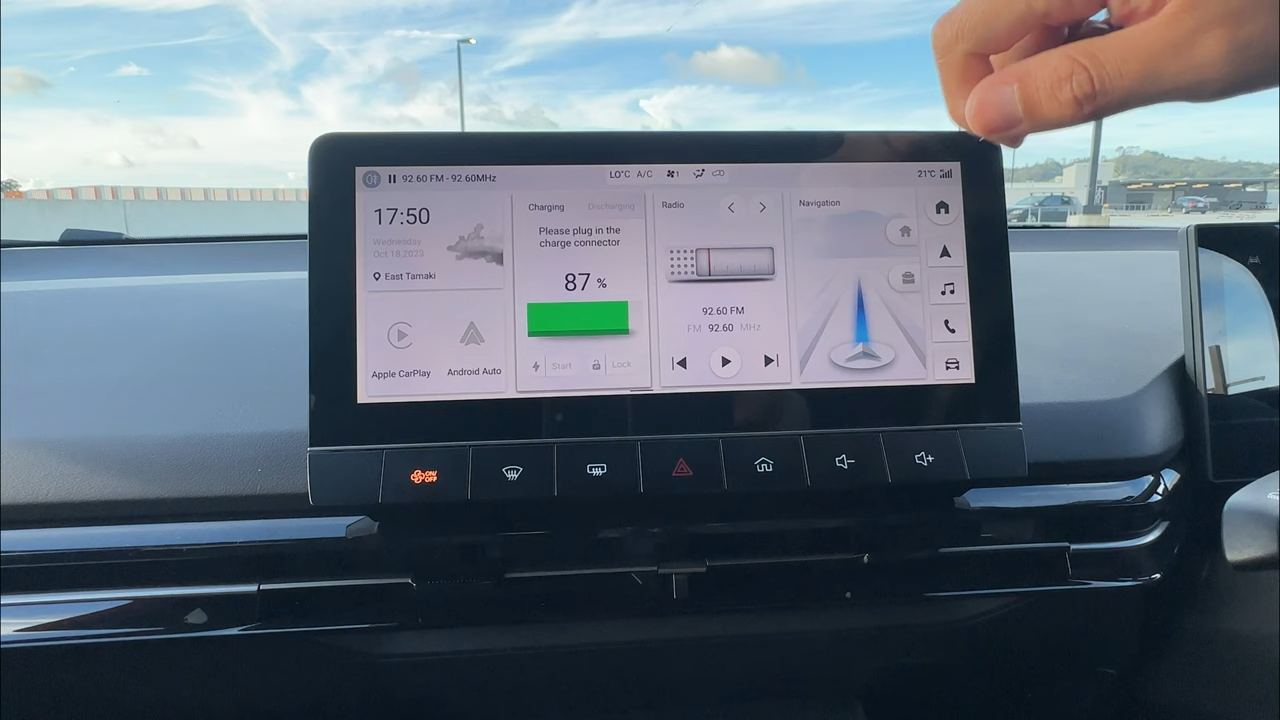 92.60 FM - 92.60MHz
LO°C A/C 1
21°C
17:50
Wednesday
Oct 18,2023
East Tamaki
Apple CarPlay
Android Auto
Charging Discharging
Please plug in the
charge connector
87 %
Start Lock
Radio
92.60 FM
FM 92.60 MHz
Navigation
ON/
OFF